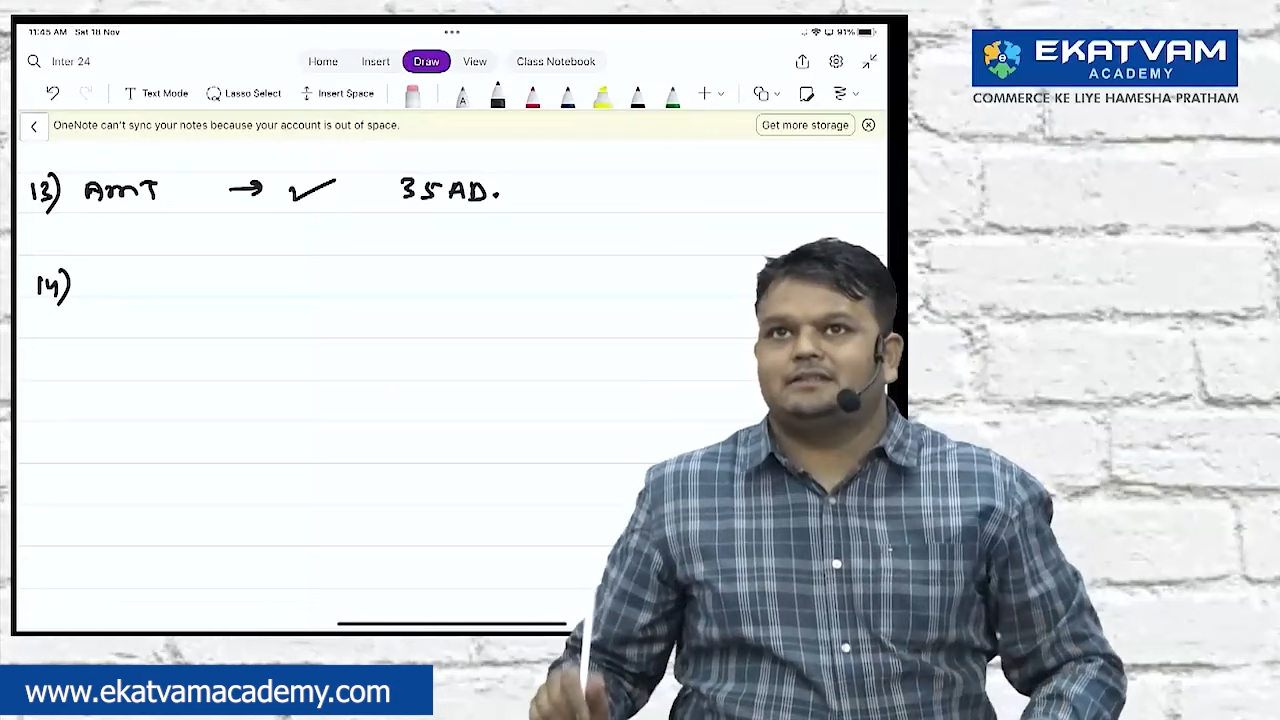 11:45 AM Sat 18 Nov
91%
Inter 24
Home Insert Draw View Class Notebook
Text Mode Lasso Select Insert Space
OneNote can't sync your notes because your account is out of space.
Get more storage
13) AMT → ✓ 35AD.
14)
EKATVAM
ACADEMY
COMMERCE KE LIYE HAMESHA PRATHAM
www.ekatvamacademy.com